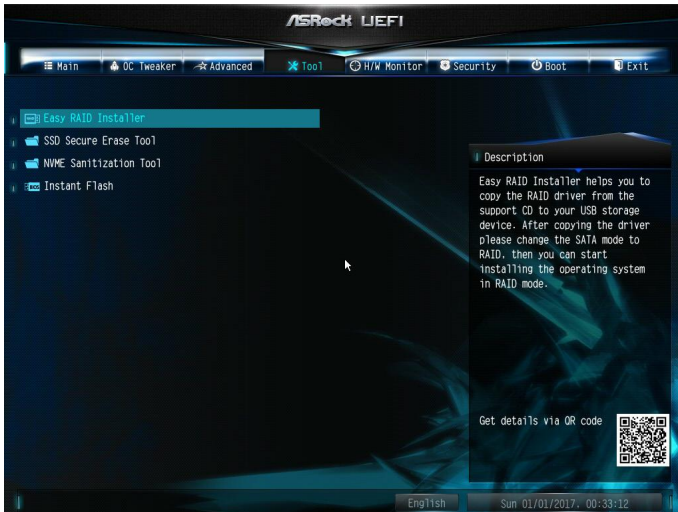 ASRock UEFI
Main OC Tweaker Advanced Tool H/W Monitor Security Boot Exit
Easy RAID Installer
SSD Secure Erase Tool
NVME Sanitization Tool
Instant Flash
Description
Easy RAID Installer helps you to
copy the RAID driver from the
support CD to your USB storage
device. After copying the driver
please change the SATA mode to
RAID, then you can start
installing the operating system
in RAID mode.
Get details via QR code
English Sun 01/01/2017, 00:33:12